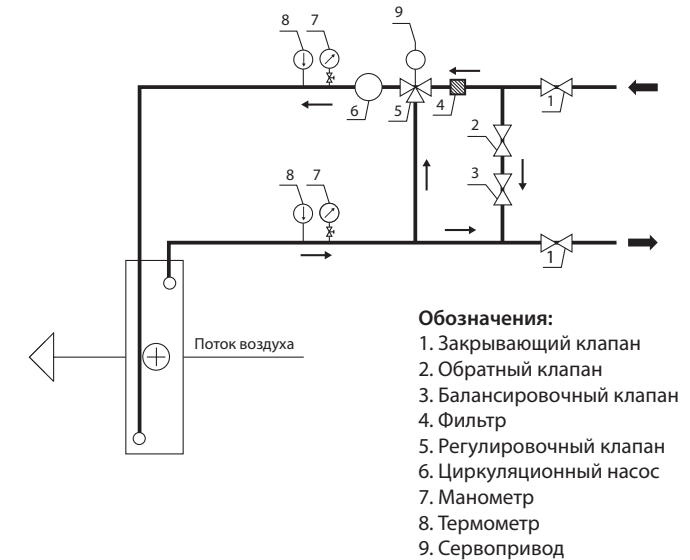 8 7
9
6
5
4
1
2
3
8 7
1
Поток воздуха
Обозначения:
1. Закрывающий клапан
2. Обратный клапан
3. Балансировочный клапан
4. Фильтр
5. Регулировочный клапан
6. Циркуляционный насос
7. Манометр
8. Термометр
9. Сервопривод